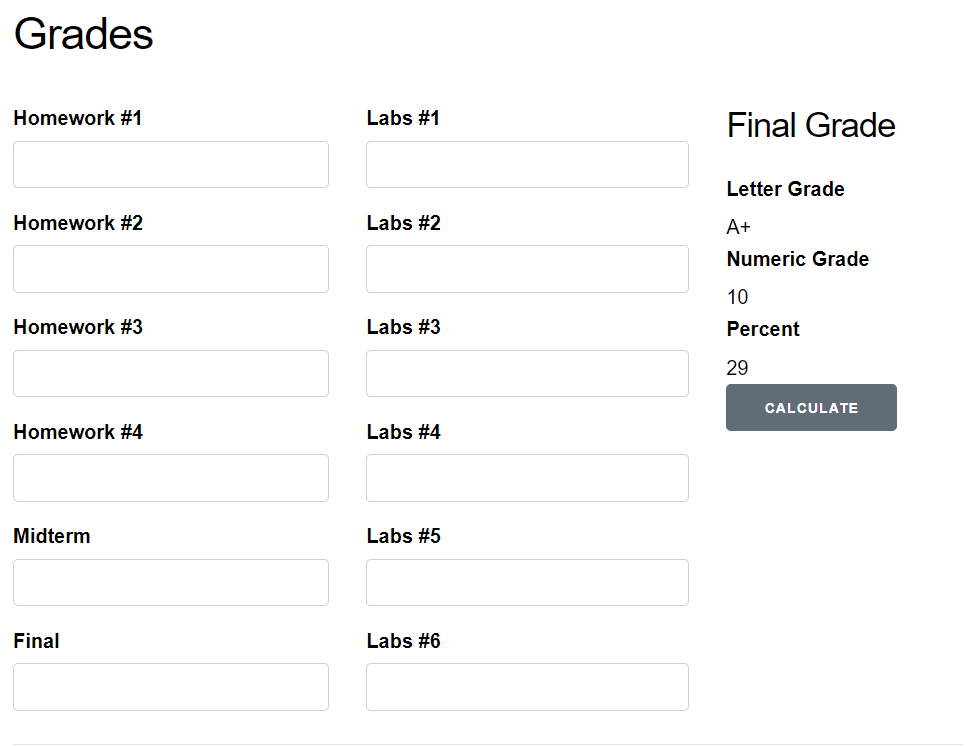 Grades
Homework #1
Homework #2
Homework #3
Homework #4
Midterm
Final
Labs #1
Labs #2
Labs #3
Labs #4
Labs #5
Labs #6
Final Grade
Letter Grade
A+
Numeric Grade
10
Percent
29
CALCULATE